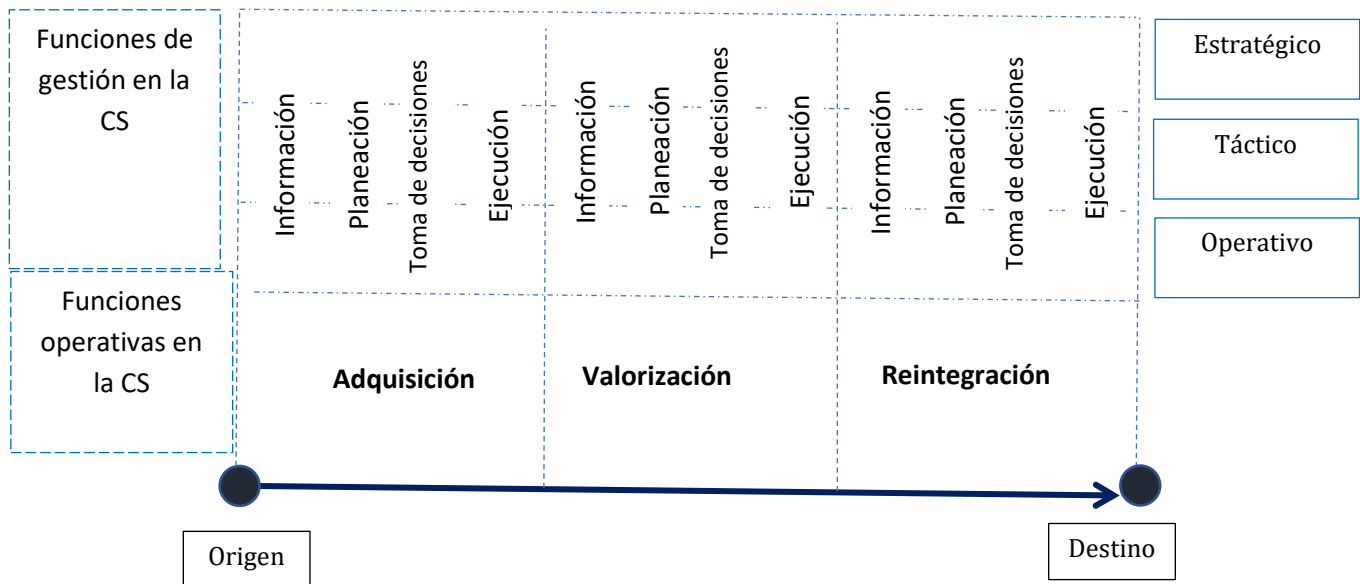 Funciones de
gestión en la
CS
Información
Planeación
Toma de decisiones
Ejecución
Información
Planeación
Toma de decisiones
Ejecución
Información
Planeación
Toma de decisiones
Ejecución
Estratégico
Táctico
Operativo
Funciones
operativas en
la CS
Adquisición
Valorización
Reintegración
Origen
Destino